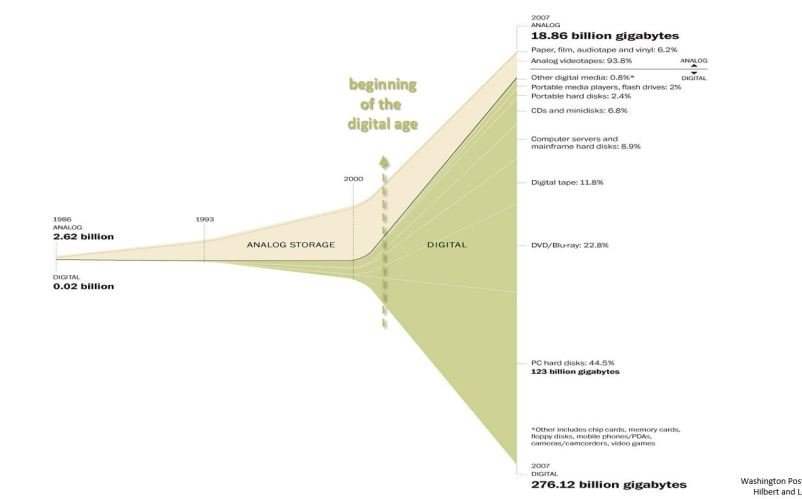 2007
ANALOG
18.86 billion gigabytes
Paper, film, audiotape and vinyl: 6.2%
Analog videotapes: 93.8%
ANALOG
DIGITAL
Other digital media: 0.8%*
Portable media players, flash drives: 2%
Portable hard disks: 2.4%
CDs and minidisks: 6.8%
Computer servers and
mainframe hard disks: 8.9%
Digital tape: 11.8%
DVD/Blu-ray: 22.8%
PC hard disks: 44.5%
123 billion gigabytes
*Other includes chip cards, memory cards,
floppy disks, mobile phones/PDAs,
cameras/camcorders, video games
2007
DIGITAL
276.12 billion gigabytes
beginning
of the
digital age
2000
1993
1986
ANALOG
2.62 billion
DIGITAL
0.02 billion
ANALOG STORAGE
DIGITAL
Washington Pos
Hilbert and L